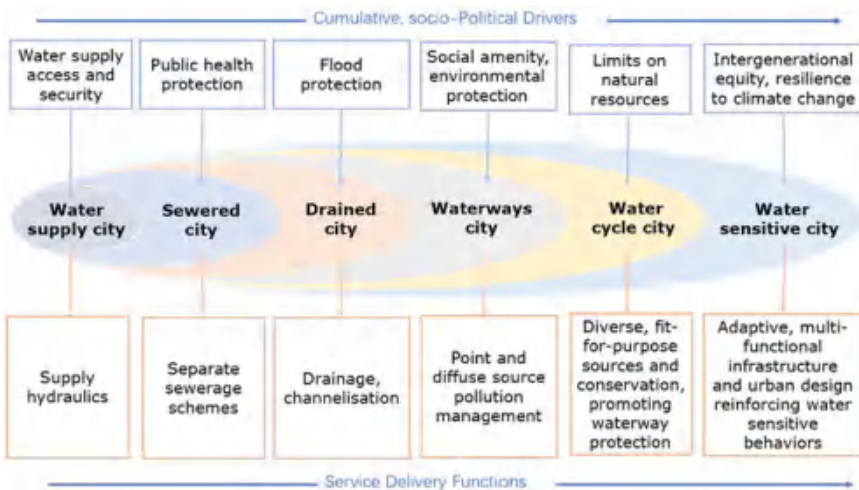 Cumulative, socio-Political Drivers
Water supply
access and
security
Public health
protection
Flood
protection
Social amenity,
environmental
protection
Limits on
natural
resources
Intergenerational
equity, resilience
to climate change
Water
supply city
Sewered
city
Drained
city
Waterways
city
Water
cycle city
Water
sensitive city
Supply
hydraulics
Separate
sewerage
schemes
Drainage,
channelisation
Point and
diffuse source
pollution
management
Diverse, fit-
for-purpose
sources and
conservation,
promoting
waterway
protection
Adaptive, multi-
functional
infrastructure
and urban design
reinforcing water
sensitive
behaviors
Service Delivery Functions